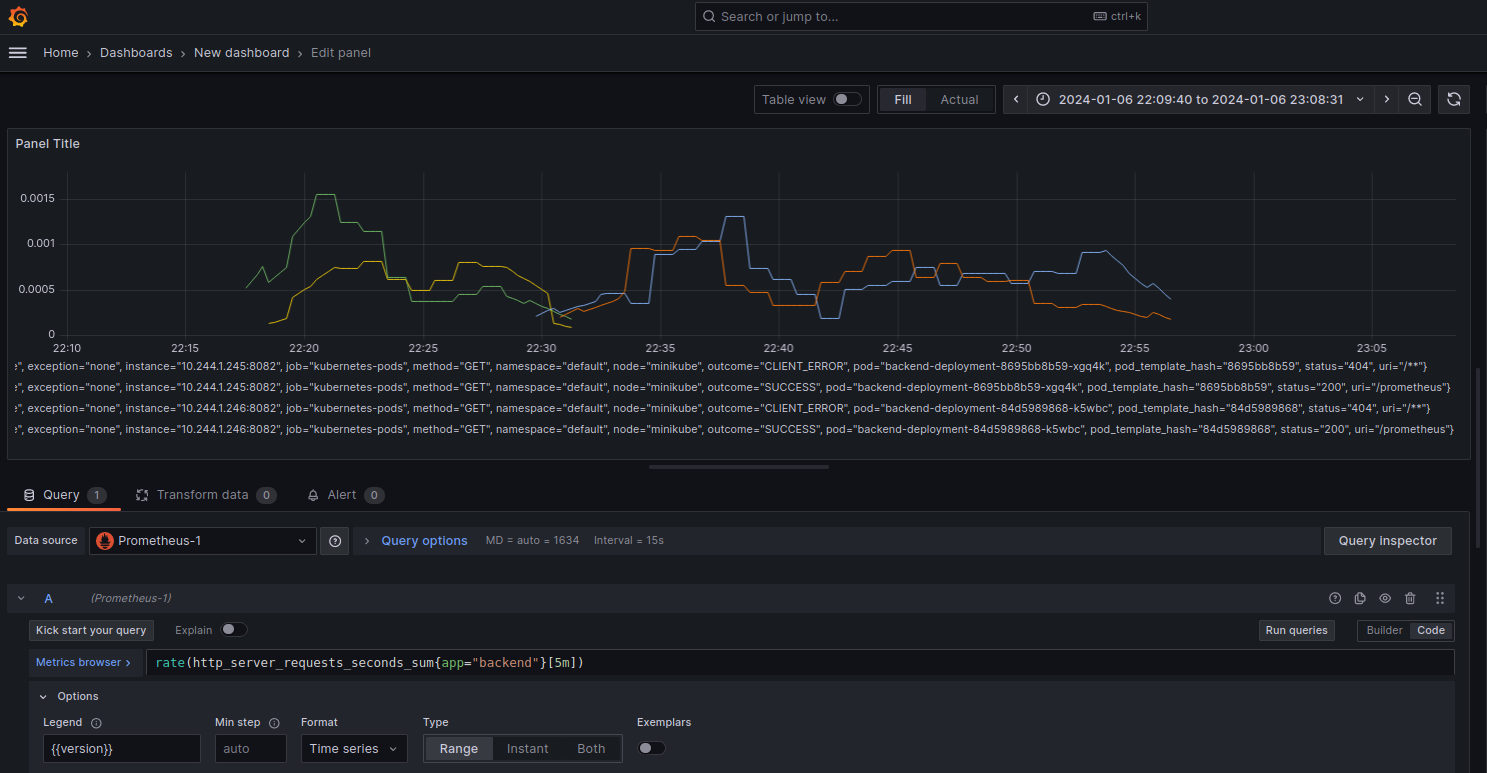 Search or jump to... ctrl+k
Home › Dashboards › New dashboard › Edit panel
Table view Fill Actual 2024-01-06 22:09:40 to 2024-01-06 23:08:31
Panel Title
0.0015
0.001
0.0005
0
22:10 22:15 22:20 22:25 22:30 22:35 22:40 22:45 22:50 22:55 23:00 23:05
", exception="none", instance="10.244.1.245:8082", job="kubernetes-pods", method="GET", namespace="default", node="minikube", outcome="CLIENT_ERROR", pod="backend-deployment-8695bb8b59-xgq4k", pod_template_hash="8695bb8b59", status="404", uri="/**"}
", exception="none", instance="10.244.1.245:8082", job="kubernetes-pods", method="GET", namespace="default", node="minikube", outcome="SUCCESS", pod="backend-deployment-8695bb8b59-xgq4k", pod_template_hash="8695bb8b59", status="200", uri="/prometheus"}
", exception="none", instance="10.244.1.246:8082", job="kubernetes-pods", method="GET", namespace="default", node="minikube", outcome="CLIENT_ERROR", pod="backend-deployment-84d5989868-k5wbc", pod_template_hash="84d5989868", status="404", uri="/**"}
", exception="none", instance="10.244.1.246:8082", job="kubernetes-pods", method="GET", namespace="default", node="minikube", outcome="SUCCESS", pod="backend-deployment-84d5989868-k5wbc", pod_template_hash="84d5989868", status="200", uri="/prometheus"}
Query 1 Transform data 0 Alert 0
Data source Prometheus-1 › Query options MD = auto = 1634 Interval = 15s Query inspector
A (Prometheus-1)
Kick start your query Explain Run queries Builder Code
Metrics browser › rate(http_server_requests_seconds_sum{app="backend"}[5m])
Options
Legend Min step Format Type Exemplars
{{version}} auto Time series Range Instant Both